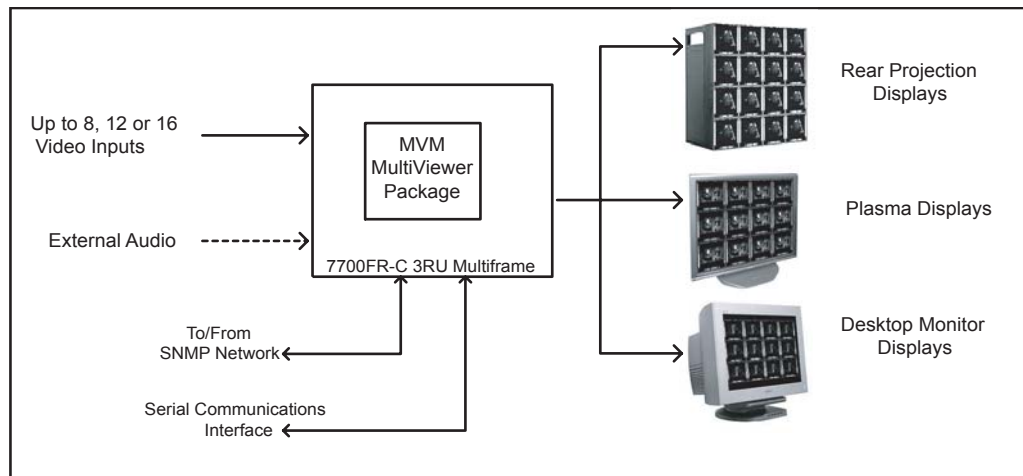 Up to 8, 12 or 16
Video Inputs
External Audio
To/From
SNMP Network
Serial Communications
Interface
MVM
MultiViewer
Package
7700FR-C 3RU Multiframe
Rear Projection
Displays
Plasma Displays
Desktop Monitor
Displays